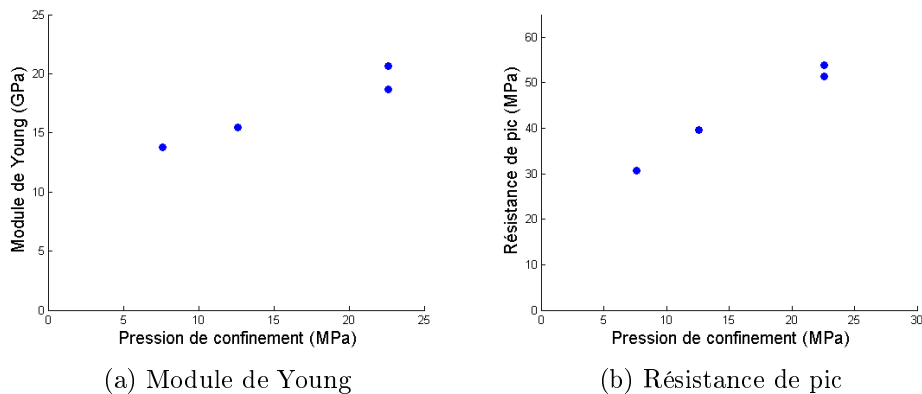 25
20
15
10
5
0
Module de Young (GPa)
0 5 10 15 20 25
Pression de confinement (MPa)
(a) Module de Young
60
50
40
30
20
10
0
Résistance de pic (MPa)
0 5 10 15 20 25 30
Pression de confinement (MPa)
(b) Résistance de pic